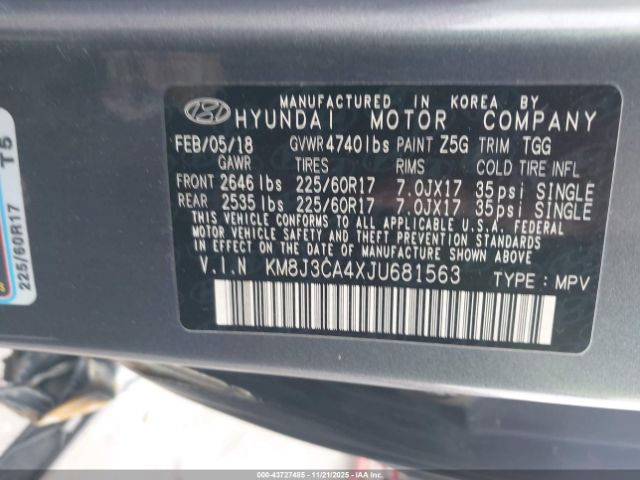 MANUFACTURED IN KOREA BY
HYUNDAI MOTOR COMPANY
FEB/05/18 GVWR 4740 lbs PAINT Z5G TRIM TGG
GAWR TIRES RIMS COLD TIRE INFL
FRONT 2646 lbs 225/60R17 7.0JX17 35psi SINGLE
REAR 2535 lbs 225/60R17 7.0JX17 35psi SINGLE
THIS VEHICLE CONFORMS TO ALL APPLICABLE U.S.A. FEDERAL
MOTOR VEHICLE SAFETY, BUMPER, AND THEFT PREVENTION STANDARDS
IN EFFECT ON THE DATE OF MANUFACTURE SHOWN ABOVE.
V.I.N KM8J3CA4XJU681563 TYPE : MPV
225/60R17 T5
000-43727485 - 11/21/2025 - IAA Inc.